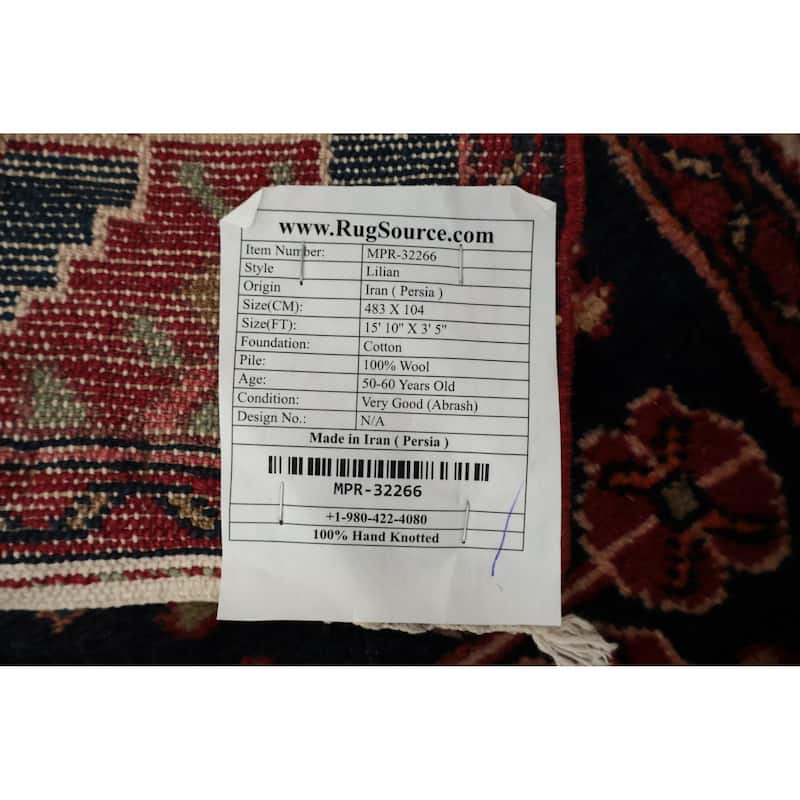 www.RugSource.com
Item Number: MPR-32266
Style Lilian
Origin Iran ( Persia )
Size(CM): 483 X 104
Size(FT): 15' 10" X 3' 5"
Foundation: Cotton
Pile: 100% Wool
Age: 50-60 Years Old
Condition: Very Good (Abrash)
Design No.: N/A
Made in Iran ( Persia )
MPR-32266
+1-980-422-4080
100% Hand Knotted